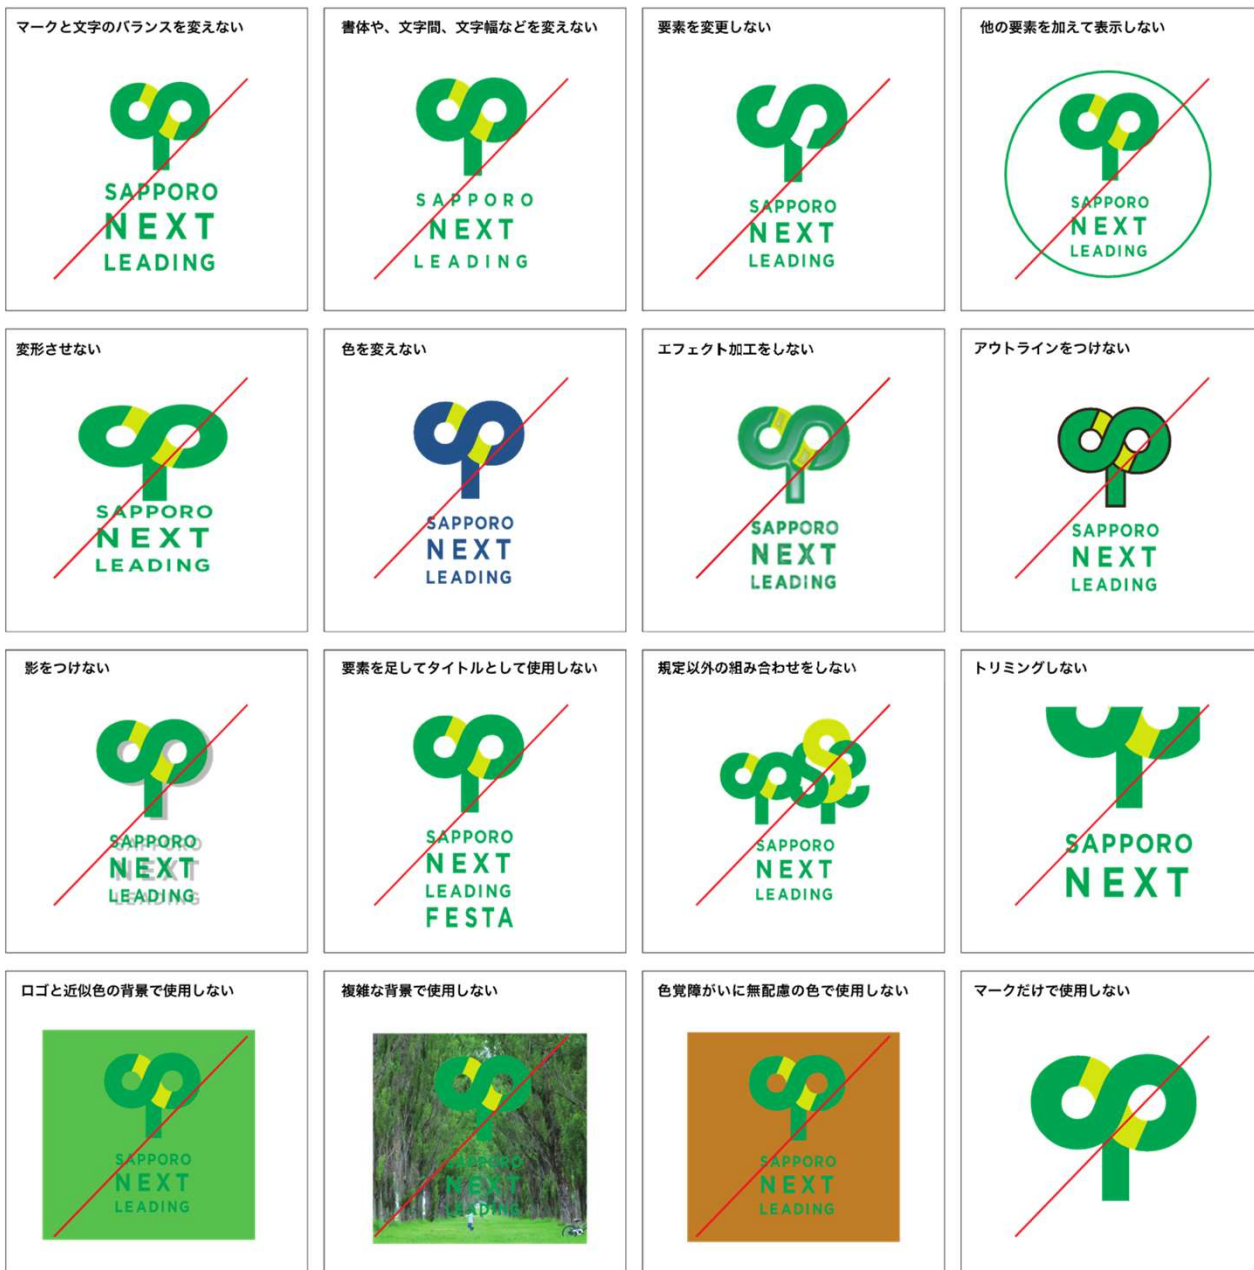 マークと文字のバランスを変えない
SAPPORO
NEXT
LEADING
書体や、文字間、文字幅などを変えない
SAPPORO
NEXT
LEADING
要素を変更しない
SAPPORO
NEXT
LEADING
他の要素を加えて表示しない
SAPPORO
NEXT
LEADING
変形させない
SAPPORO
NEXT
LEADING
色を変えない
SAPPORO
NEXT
LEADING
エフェクト加工をしない
SAPPORO
NEXT
LEADING
アウトラインをつけない
SAPPORO
NEXT
LEADING
影をつけない
SAPPORO
NEXT
LEADING
要素を足してタイトルとして使用しない
SAPPORO
NEXT
LEADING
FESTA
規定以外の組み合わせをしない
SAPPORO
NEXT
LEADING
トリミングしない
SAPPORO
NEXT
ロゴと近似色の背景で使用しない
SAPPORO
NEXT
LEADING
複雑な背景で使用しない
SAPPORO
NEXT
LEADING
色覚障がいに無配慮の色で使用しない
SAPPORO
NEXT
LEADING
マークだけで使用しない